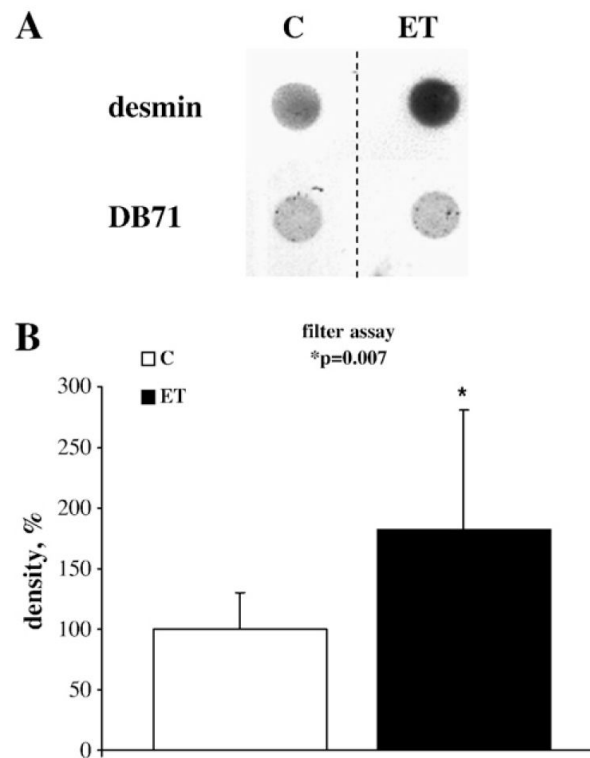 A
C ET
desmin
DB71
B
filter assay
*p=0.007
C
ET
*
300
250
200
150
100
50
0
density, %